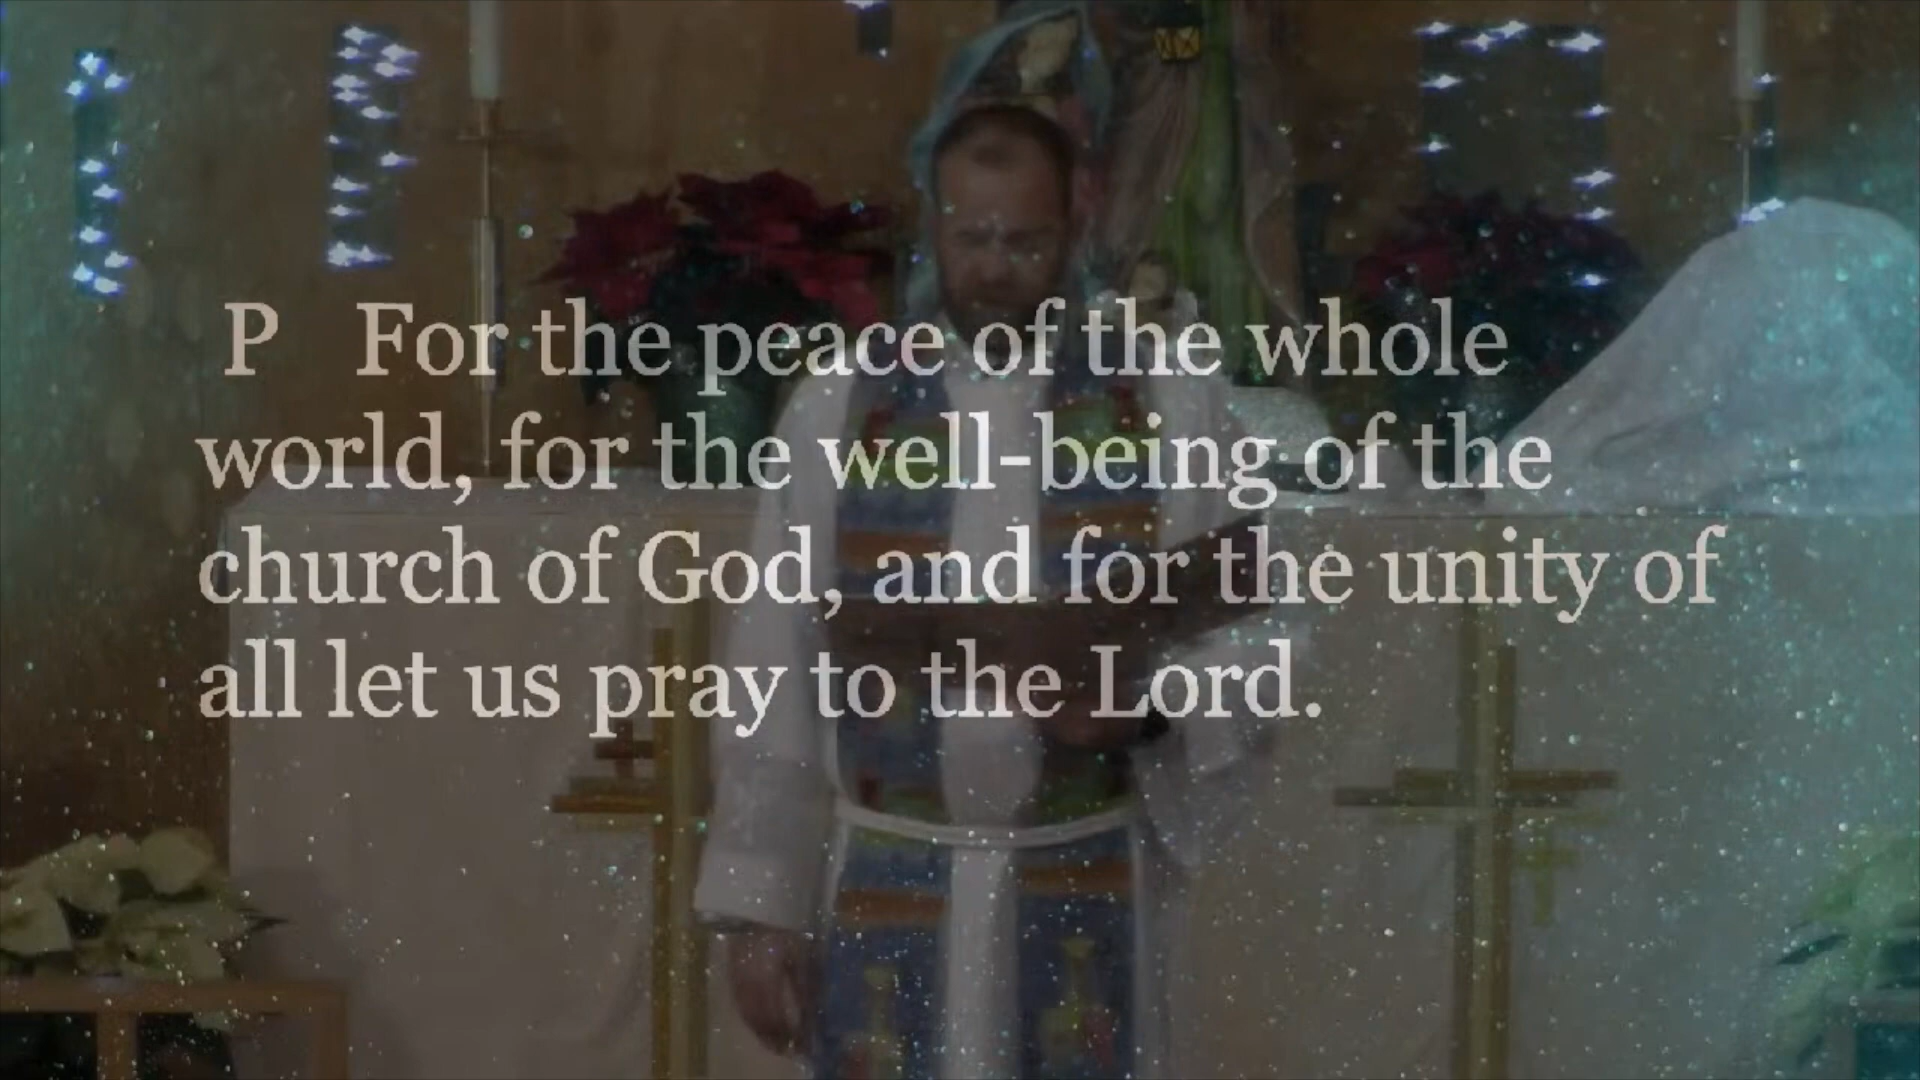 P For the peace of the whole
world, for the well-being of the
church of God, and for the unity of
all let us pray to the Lord.